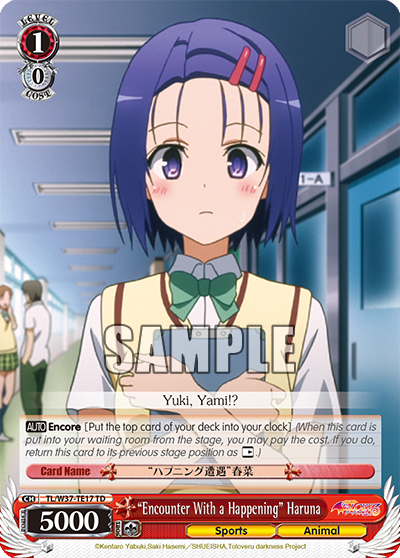 LEVEL
1
0
COST
1-A
SAMPLE
Yuki, Yami!?
AUTO Encore [Put the top card of your deck into your clock] (When this card is
put into your waiting room from the stage, you may pay the cost. If you do,
return this card to its previous stage position as .)
Card Name
"ハプニング遭遇"春菜
CH TL/W37-TE17 TD
POWER
5000
SOUL
"Encounter With a Happening" Haruna
Sports Animal
©Kentaro Yabuki,Saki Hasemi/SHUEISHA,Toloveru darkness Project